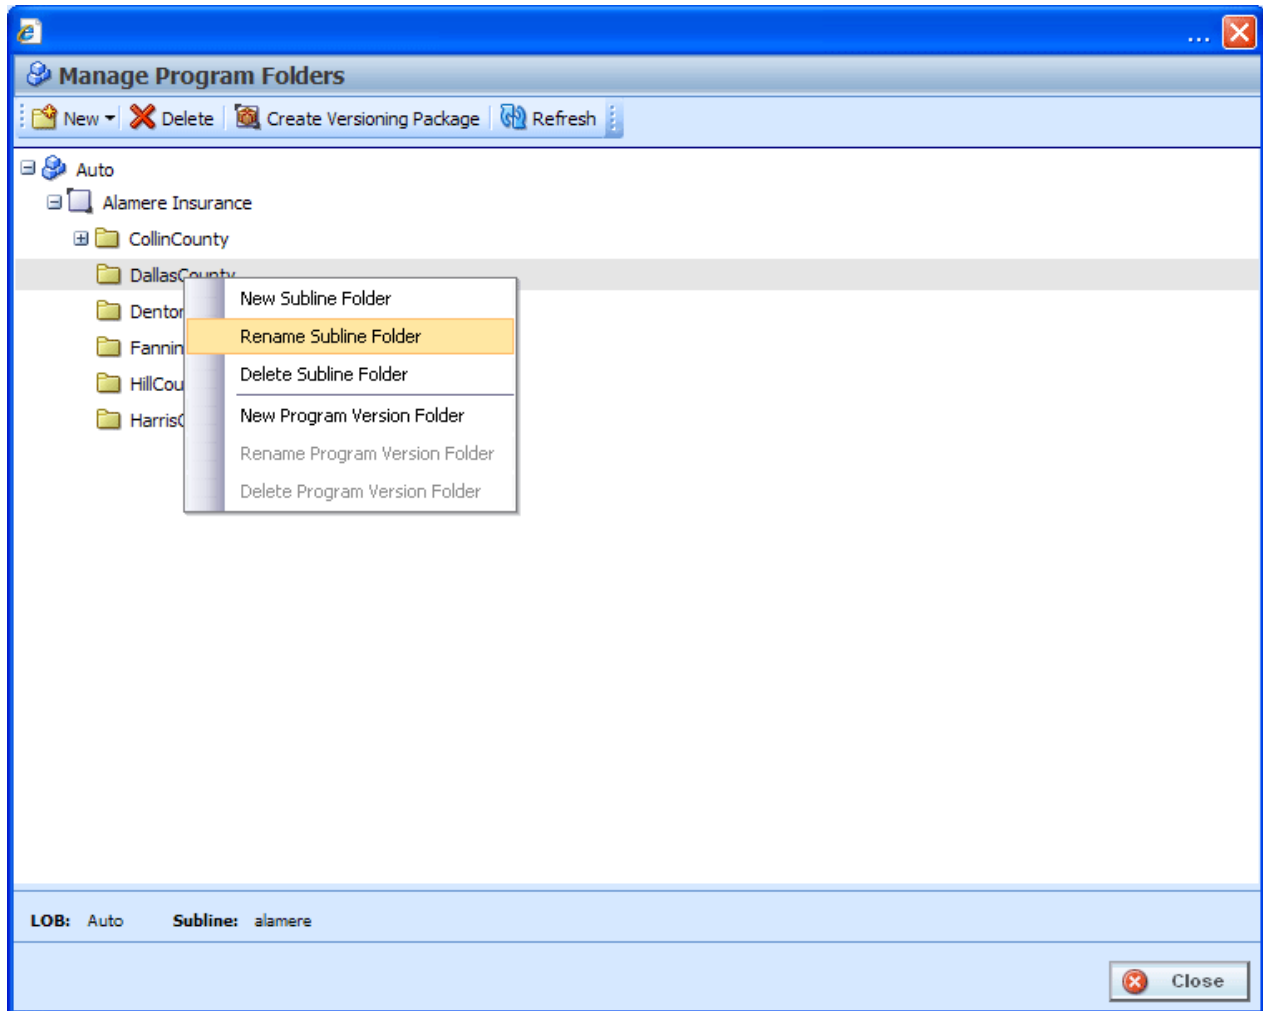 ...
Manage Program Folders
New Delete Create Versioning Package Refresh
Auto
Alamere Insurance
CollinCounty
DallasCounty
New Subline Folder
Rename Subline Folder
Delete Subline Folder
New Program Version Folder
Rename Program Version Folder
Delete Program Version Folder
LOB: Auto Subline: alamere
Close